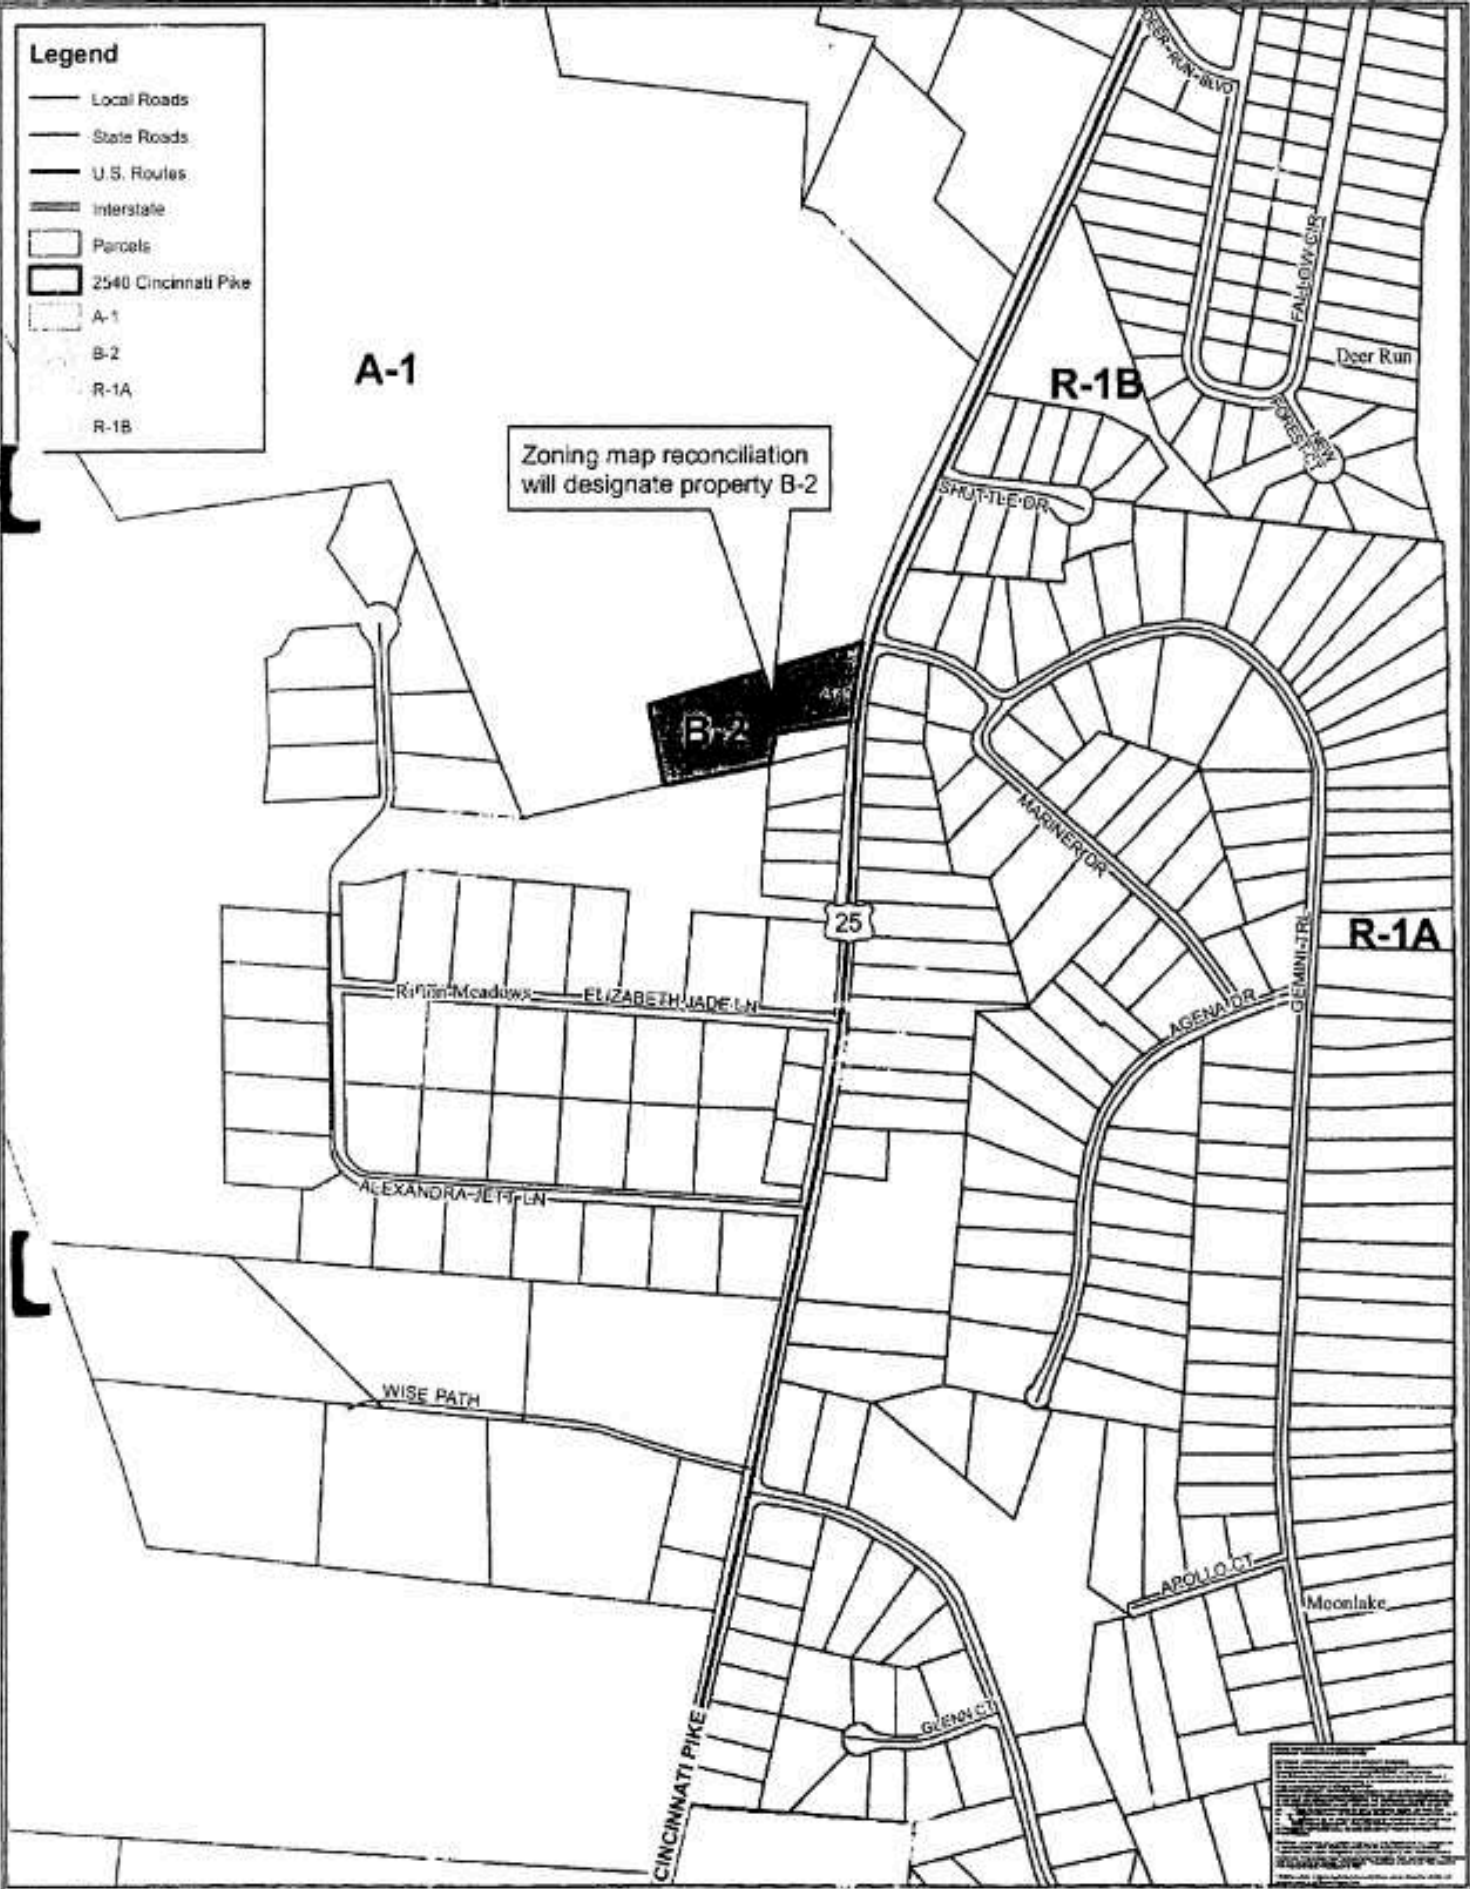 Legend
Local Roads
State Roads
U.S. Routes
Interstate
Parcels
2540 Cincinnati Pike
A-1
B-2
R-1A
R-1B
DEER-RUN-BLVD
FALLOW-CIR
Deer Run
A-1
R-1B
NEW
FOREST-CT
Zoning map reconciliation
will designate property B-2
SHUTTLE-DR
B-2
MARINER-DR
25
R-1A
Meadows
ELIZABETH-JADE-LN
GEMINI-TRL
AGENA-DR
ALEXANDRA-JETT-LN
WISE PATH
APOLLO-CT
Moonlake
GLENN-CT
CINCINNATI PIKE